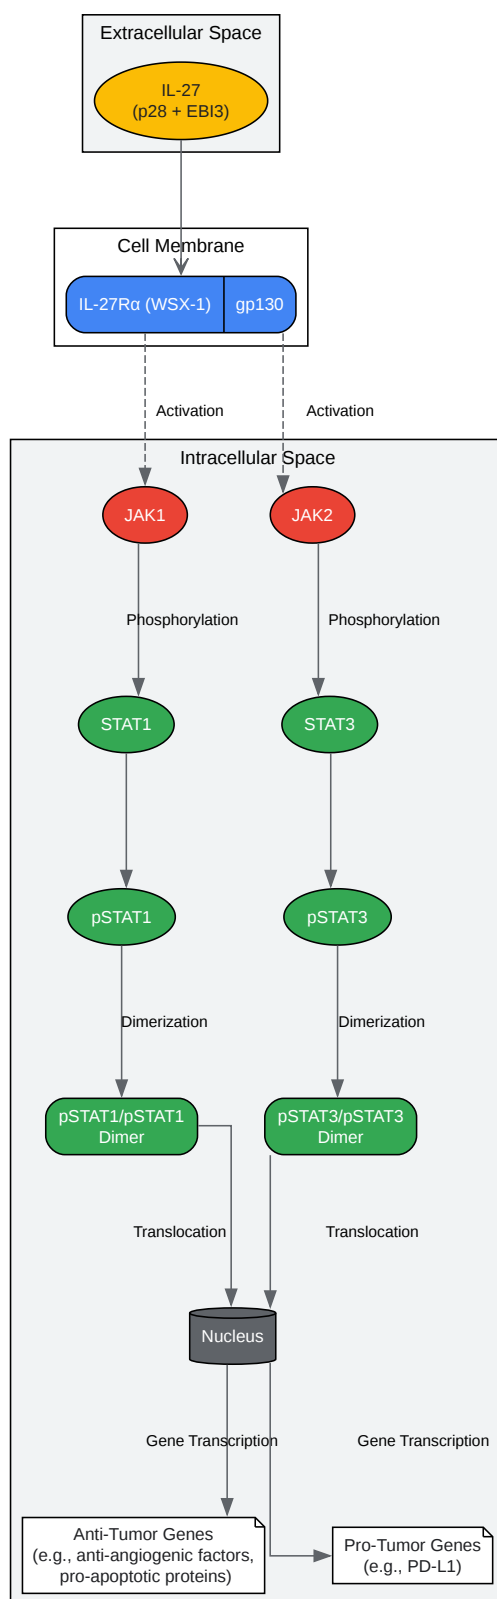 Extracellular Space
IL-27
(p28 + EBI3)
Cell Membrane
IL-27Rα (WSX-1)
gp130
Activation
Activation
Intracellular Space
JAK1
JAK2
Phosphorylation
Phosphorylation
STAT1
STAT3
pSTAT1
pSTAT3
Dimerization
Dimerization
pSTAT1/pSTAT1
Dimer
pSTAT3/pSTAT3
Dimer
Translocation
Translocation
Nucleus
Gene Transcription
Gene Transcription
Anti-Tumor Genes
(e.g., anti-angiogenic factors,
pro-apoptotic proteins)
Pro-Tumor Genes
(e.g., PD-L1)